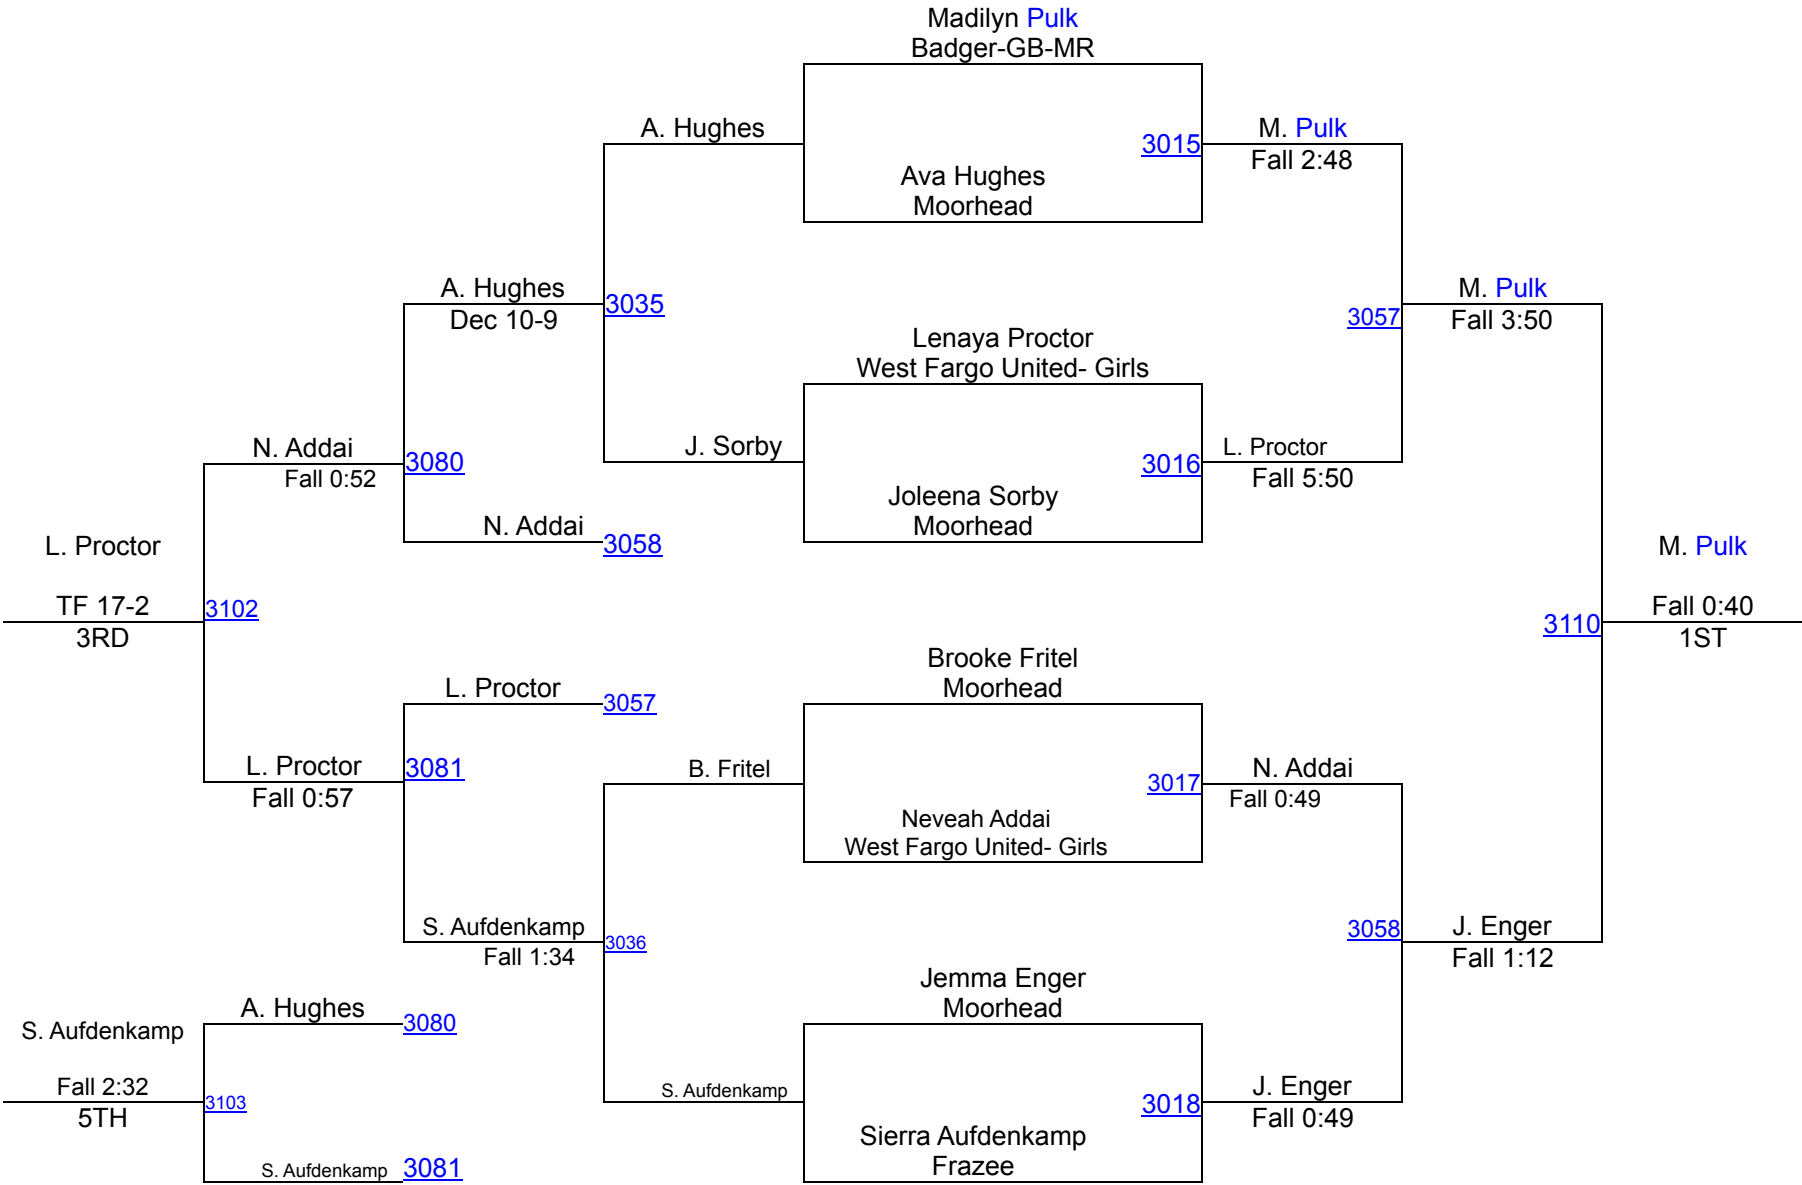 Madilyn Pulk
Badger-GB-MR
A. Hughes
3015
M. Pulk
Fall 2:48
Ava Hughes
Moorhead
A. Hughes
Dec 10-9
3035
M. Pulk
3057
Fall 3:50
Lenaya Proctor
West Fargo United- Girls
N. Addai
Fall 0:52
3080
J. Sorby
3016
L. Proctor
Fall 5:50
Joleena Sorby
Moorhead
N. Addai
3058
L. Proctor
TF 17-2
3RD
3102
M. Pulk
Fall 0:40
1ST
3110
Brooke Fritel
Moorhead
L. Proctor
3057
L. Proctor
Fall 0:57
3081
B. Fritel
3017
N. Addai
Fall 0:49
Neveah Addai
West Fargo United- Girls
S. Aufdenkamp
Fall 1:34
3036
3058
J. Enger
Fall 1:12
Jemma Enger
Moorhead
A. Hughes
3080
S. Aufdenkamp
Fall 2:32
5TH
3103
S. Aufdenkamp
3018
J. Enger
Fall 0:49
Sierra Aufdenkamp
Frazee
S. Aufdenkamp
3081